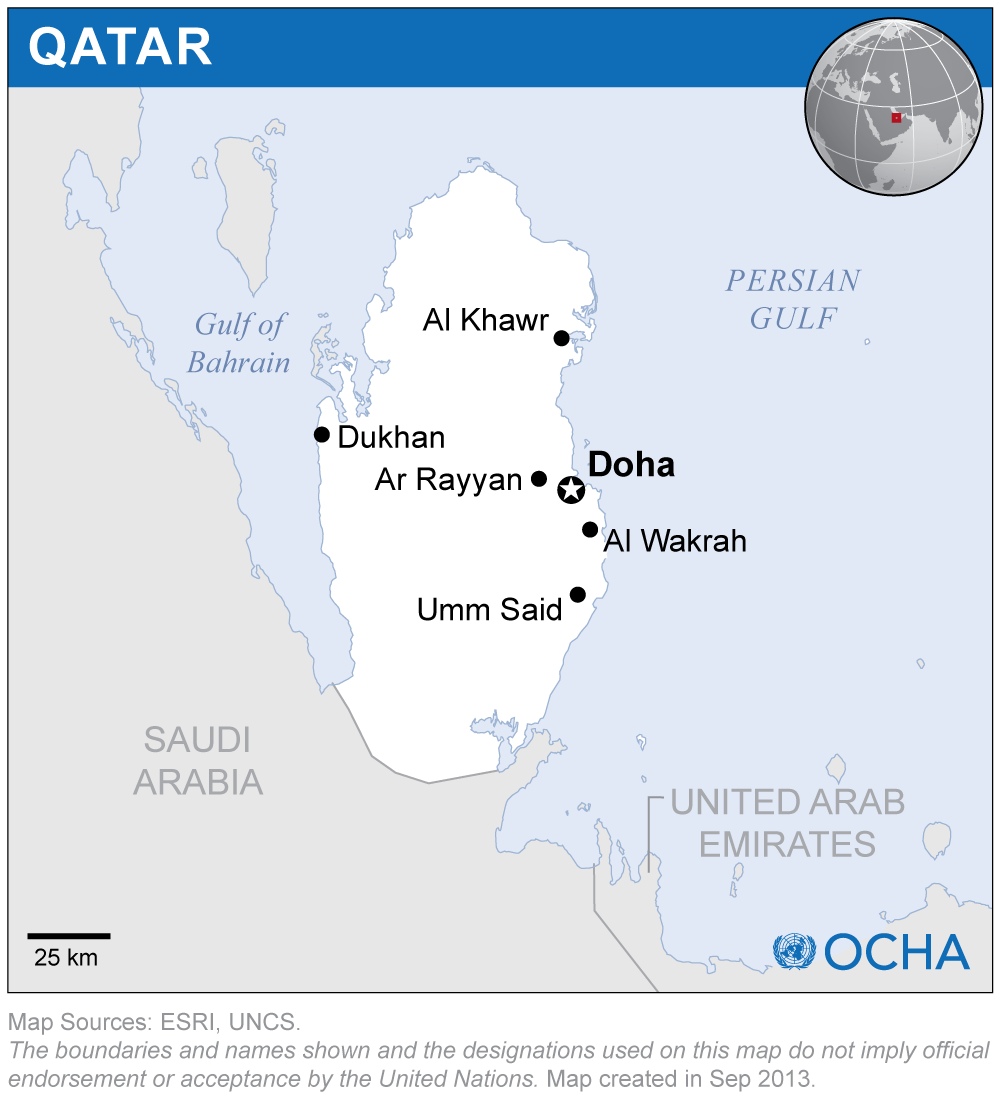 QATAR
PERSIAN
GULF
Al Khawr
Gulf of
Bahrain
Dukhan
Doha
Ar Rayyan
Al Wakrah
Umm Said
SAUDI
ARABIA
UNITED ARAB
EMIRATES
25 km
OCHA
Map Sources: ESRI, UNCS.
The boundaries and names shown and the designations used on this map do not imply official
endorsement or acceptance by the United Nations. Map created in Sep 2013.